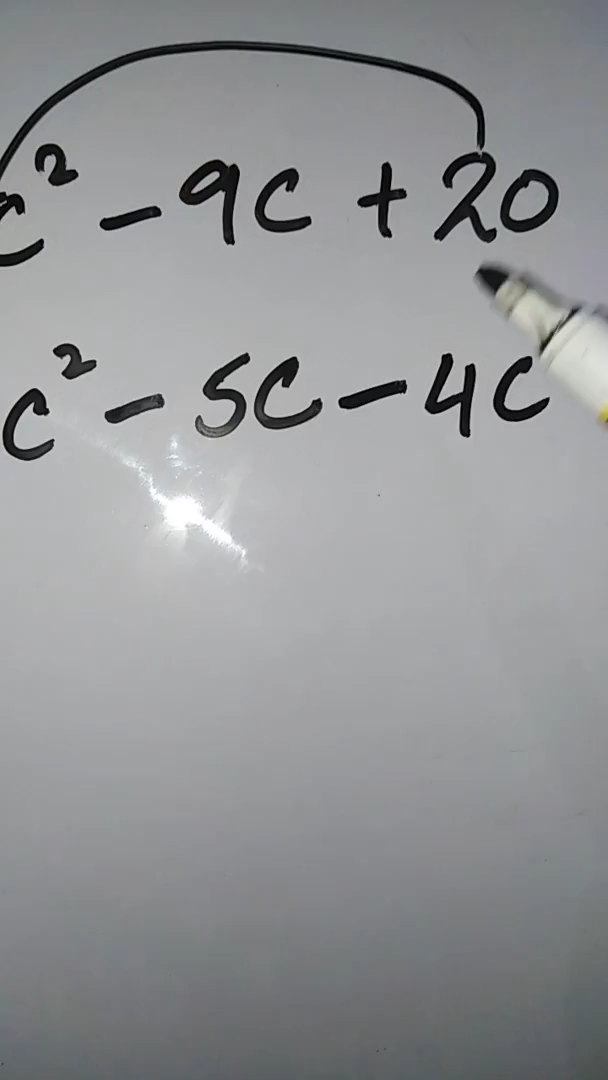 c² - 9c + 20
c² - 5c - 4c